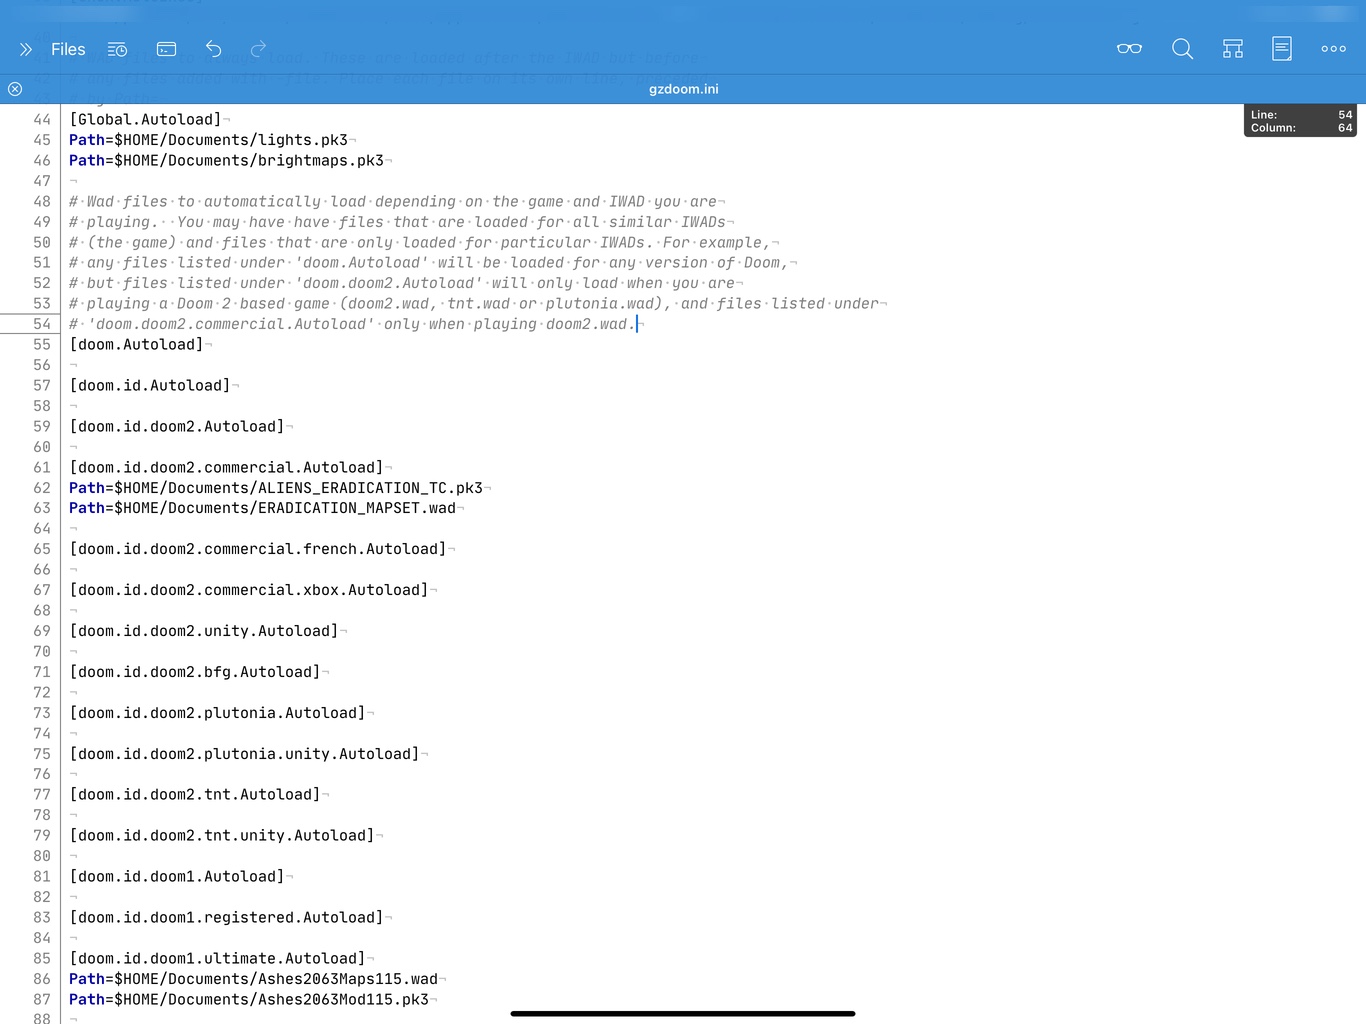 Files
gzdoom.ini
Line: 54
Column: 64
44 [Global.Autoload]¬
45 Path=$HOME/Documents/lights.pk3¬
46 Path=$HOME/Documents/brightmaps.pk3¬
47 ¬
48 #·Wad·files·to·automatically·load·depending·on·the·game·and·IWAD·you·are¬
49 #·playing.··You·may·have·have·files·that·are·loaded·for·all·similar·IWADs¬
50 #·(the·game)·and·files·that·are·only·loaded·for·particular·IWADs.·For·example,¬
51 #·any·files·listed·under·'doom.Autoload'·will·be·loaded·for·any·version·of·Doom,¬
52 #·but·files·listed·under·'doom.doom2.Autoload'·will·only·load·when·you·are¬
53 #·playing·a·Doom·2·based·game·(doom2.wad,·tnt.wad·or·plutonia.wad),·and·files·listed·under¬
54 #·'doom.doom2.commercial.Autoload'·only·when·playing·doom2.wad.¬
55 [doom.Autoload]¬
56 ¬
57 [doom.id.Autoload]¬
58 ¬
59 [doom.id.doom2.Autoload]¬
60 ¬
61 [doom.id.doom2.commercial.Autoload]¬
62 Path=$HOME/Documents/ALIENS_ERADICATION_TC.pk3¬
63 Path=$HOME/Documents/ERADICATION_MAPSET.wad¬
64 ¬
65 [doom.id.doom2.commercial.french.Autoload]¬
66 ¬
67 [doom.id.doom2.commercial.xbox.Autoload]¬
68 ¬
69 [doom.id.doom2.unity.Autoload]¬
70 ¬
71 [doom.id.doom2.bfg.Autoload]¬
72 ¬
73 [doom.id.doom2.plutonia.Autoload]¬
74 ¬
75 [doom.id.doom2.plutonia.unity.Autoload]¬
76 ¬
77 [doom.id.doom2.tnt.Autoload]¬
78 ¬
79 [doom.id.doom2.tnt.unity.Autoload]¬
80 ¬
81 [doom.id.doom1.Autoload]¬
82 ¬
83 [doom.id.doom1.registered.Autoload]¬
84 ¬
85 [doom.id.doom1.ultimate.Autoload]¬
86 Path=$HOME/Documents/Ashes2063Maps115.wad¬
87 Path=$HOME/Documents/Ashes2063Mod115.pk3¬
88 ¬